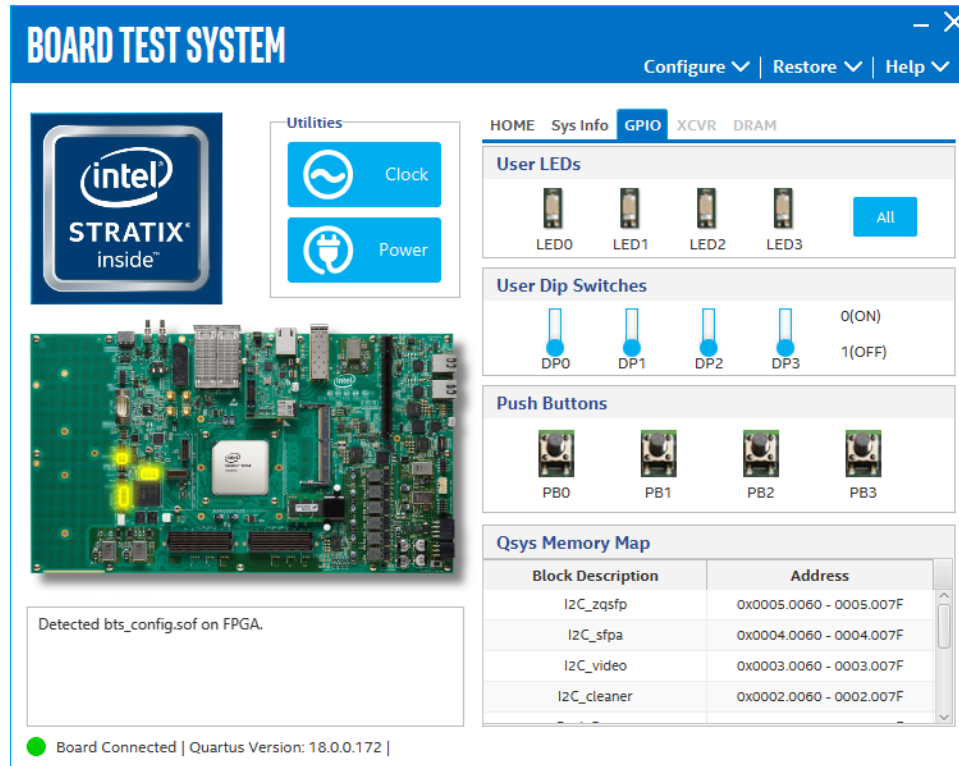 BOARD TEST SYSTEM
Configure | Restore | Help
intel
STRATIX
inside™
Utilities
Clock
Power
HOME Sys Info GPIO XCVR DRAM
User LEDs
LED0 LED1 LED2 LED3 All
User Dip Switches
0(ON)
1(OFF)
DP0 DP1 DP2 DP3
Push Buttons
PB0 PB1 PB2 PB3
Qsys Memory Map
Block Description Address
I2C_zqsfp 0x0005.0060 - 0005.007F
I2C_sfpa 0x0004.0060 - 0004.007F
I2C_video 0x0003.0060 - 0003.007F
I2C_cleaner 0x0002.0060 - 0002.007F
intel
Detected bts_config.sof on FPGA.
Board Connected | Quartus Version: 18.0.0.172 |